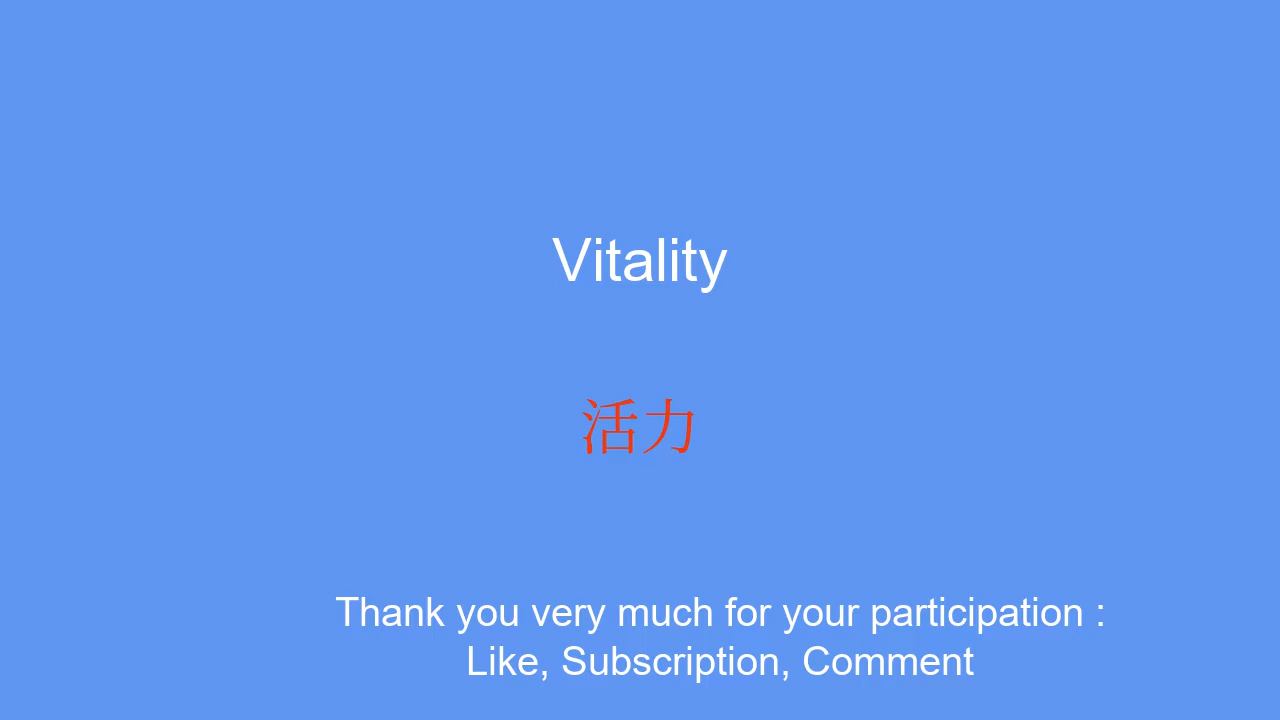 Vitality
活力
Thank you very much for your participation :
Like, Subscription, Comment